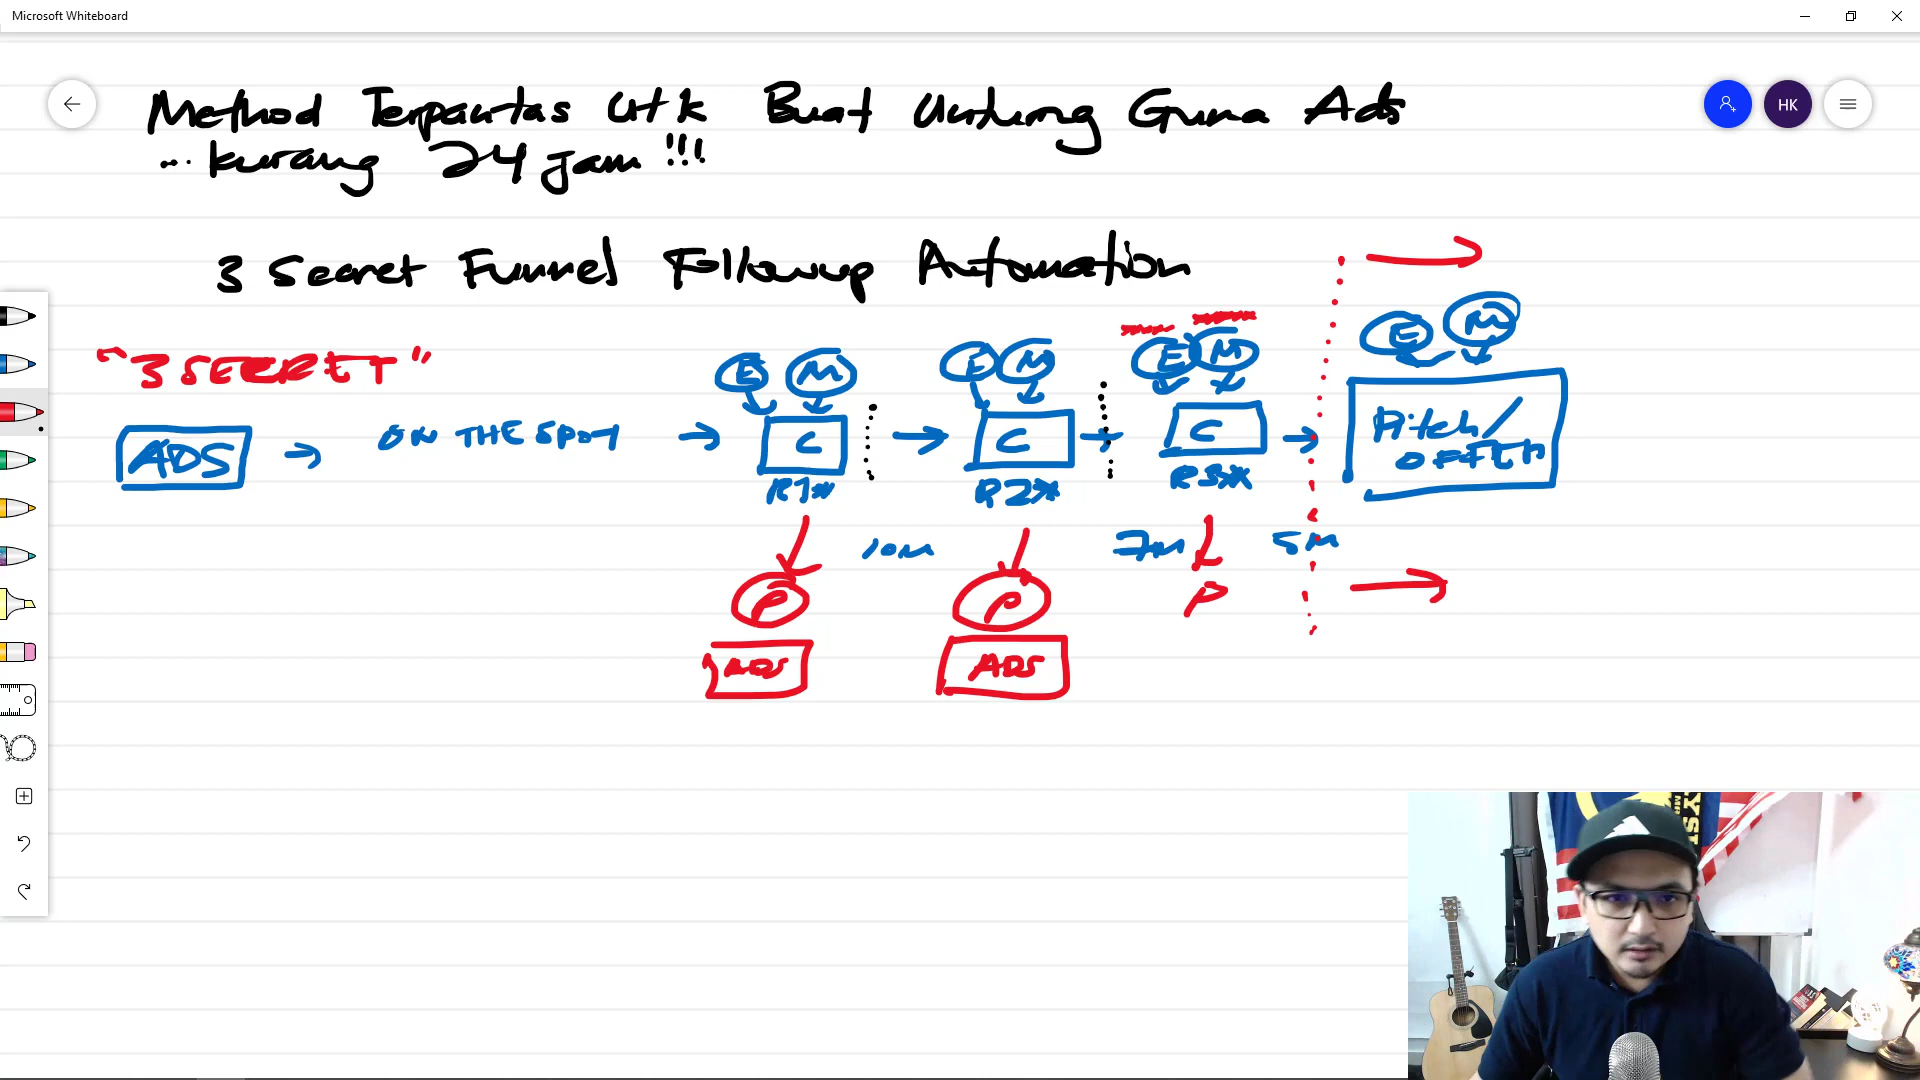 Microsoft Whiteboard
HK
Method Terpantas Utk Buat Untung Guna Ads
... kurang 24 jam !!!
3 Secret Funnel Followup Automation
"3 SECRET"
E M E M E M E M
ADS → ON THE SPOT → C → C → C → Pitch/
OFFER
R1* R2* R3*
10M 7M 5M
P P P
ADS ADS